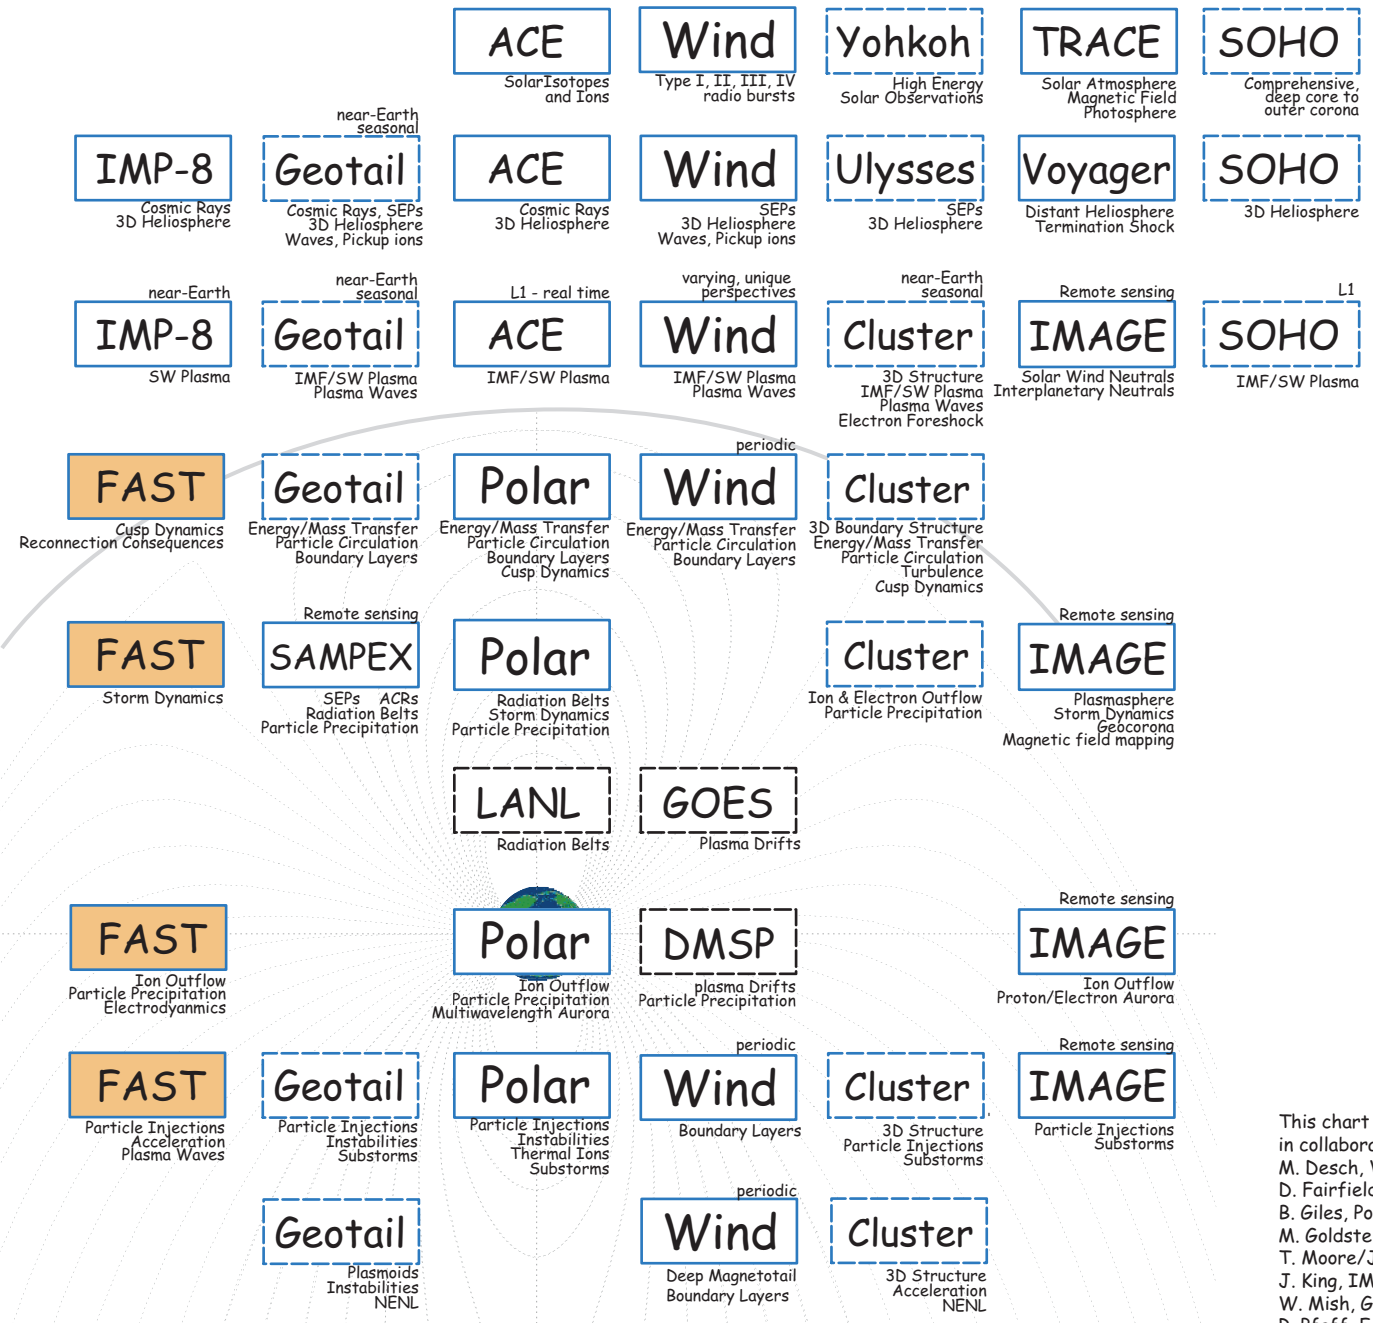 ACE
SolarIsotopes
and Ions
Wind
Type I, II, III, IV
radio bursts
Yohkoh
High Energy
Solar Observations
TRACE
Solar Atmosphere
Magnetic Field
Photosphere
SOHO
Comprehensive,
deep core to
outer corona
IMP-8
Cosmic Rays
3D Heliosphere
near-Earth
seasonal
Geotail
Cosmic Rays, SEPs
3D Heliosphere
Waves, Pickup ions
ACE
Cosmic Rays
3D Heliosphere
Wind
SEPs
3D Heliosphere
Waves, Pickup ions
Ulysses
SEPs
3D Heliosphere
Voyager
Distant Heliosphere
Termination Shock
SOHO
3D Heliosphere
near-Earth
IMP-8
SW Plasma
near-Earth
seasonal
Geotail
IMF/SW Plasma
Plasma Waves
L1 - real time
ACE
IMF/SW Plasma
varying, unique
perspectives
Wind
IMF/SW Plasma
Plasma Waves
near-Earth
seasonal
Cluster
3D Structure
IMF/SW Plasma
Plasma Waves
Electron Foreshock
Remote sensing
IMAGE
Solar Wind Neutrals
Interplanetary Neutrals
L1
SOHO
IMF/SW Plasma
FAST
Cusp Dynamics
Reconnection Consequences
Geotail
Energy/Mass Transfer
Particle Circulation
Boundary Layers
Polar
Energy/Mass Transfer
Particle Circulation
Boundary Layers
Cusp Dynamics
periodic
Wind
Energy/Mass Transfer
Particle Circulation
Boundary Layers
Cluster
3D Boundary Structure
Energy/Mass Transfer
Particle Circulation
Turbulence
Cusp Dynamics
FAST
Storm Dynamics
Remote sensing
SAMPEX
SEPs ACRs
Radiation Belts
Particle Precipitation
Polar
Radiation Belts
Storm Dynamics
Particle Precipitation
Cluster
Ion & Electron Outflow
Particle Precipitation
Remote sensing
IMAGE
Plasmasphere
Storm Dynamics
Geocorona
Magnetic field mapping
LANL
Radiation Belts
GOES
Plasma Drifts
FAST
Ion Outflow
Particle Precipitation
Electrodyanmics
Polar
Ion Outflow
Particle Precipitation
Multiwavelength Aurora
DMSP
plasma Drifts
Particle Precipitation
Remote sensing
IMAGE
Ion Outflow
Proton/Electron Aurora
FAST
Particle Injections
Acceleration
Plasma Waves
Geotail
Particle Injections
Instabilities
Substorms
Polar
Particle Injections
Instabilities
Thermal Ions
Substorms
periodic
Wind
Boundary Layers
Cluster
3D Structure
Particle Injections
Substorms
Remote sensing
IMAGE
Particle Injections
Substorms
Geotail
Plasmoids
Instabilities
NENL
periodic
Wind
Deep Magnetotail
Boundary Layers
Cluster
3D Structure
Acceleration
NENL
This chart
in collabor
M. Desch,
D. Fairfiel
B. Giles, Po
M. Goldste
T. Moore/J
J. King, IM
W. Mish, G